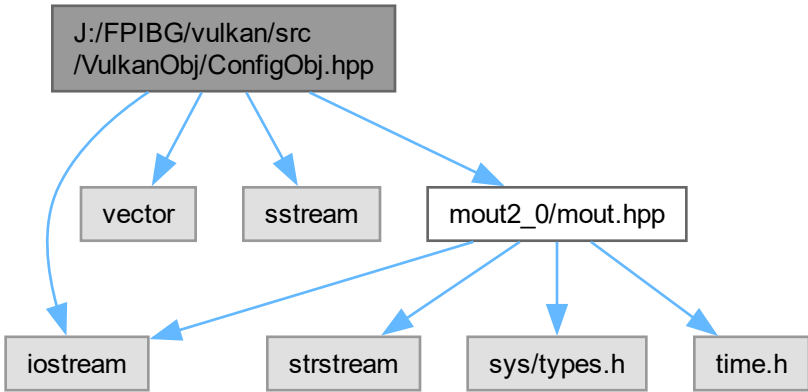 J:/FPIBG/vulkan/src
/VulkanObj/ConfigObj.hpp
vector
sstream
mout2_0/mout.hpp
iostream
strstream
sys/types.h
time.h